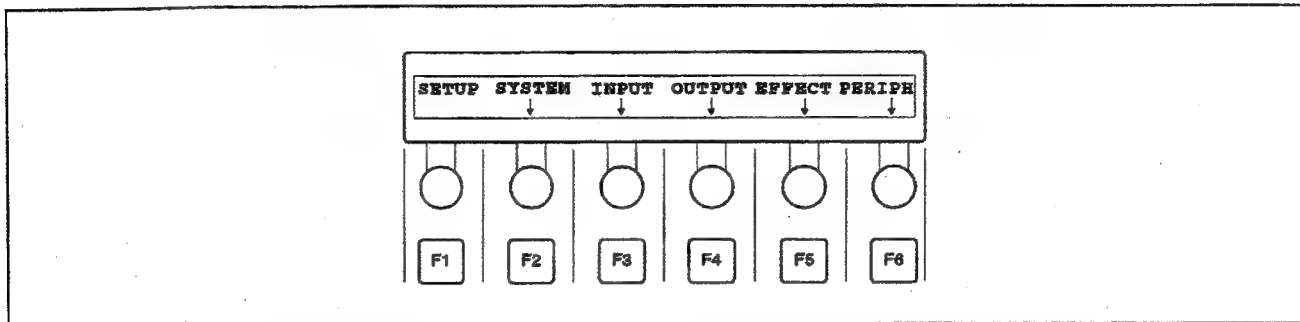 SETUP SYSTEM INPUT OUTPUT EFFECT PERIPH
F1 F2 F3 F4 F5 F6